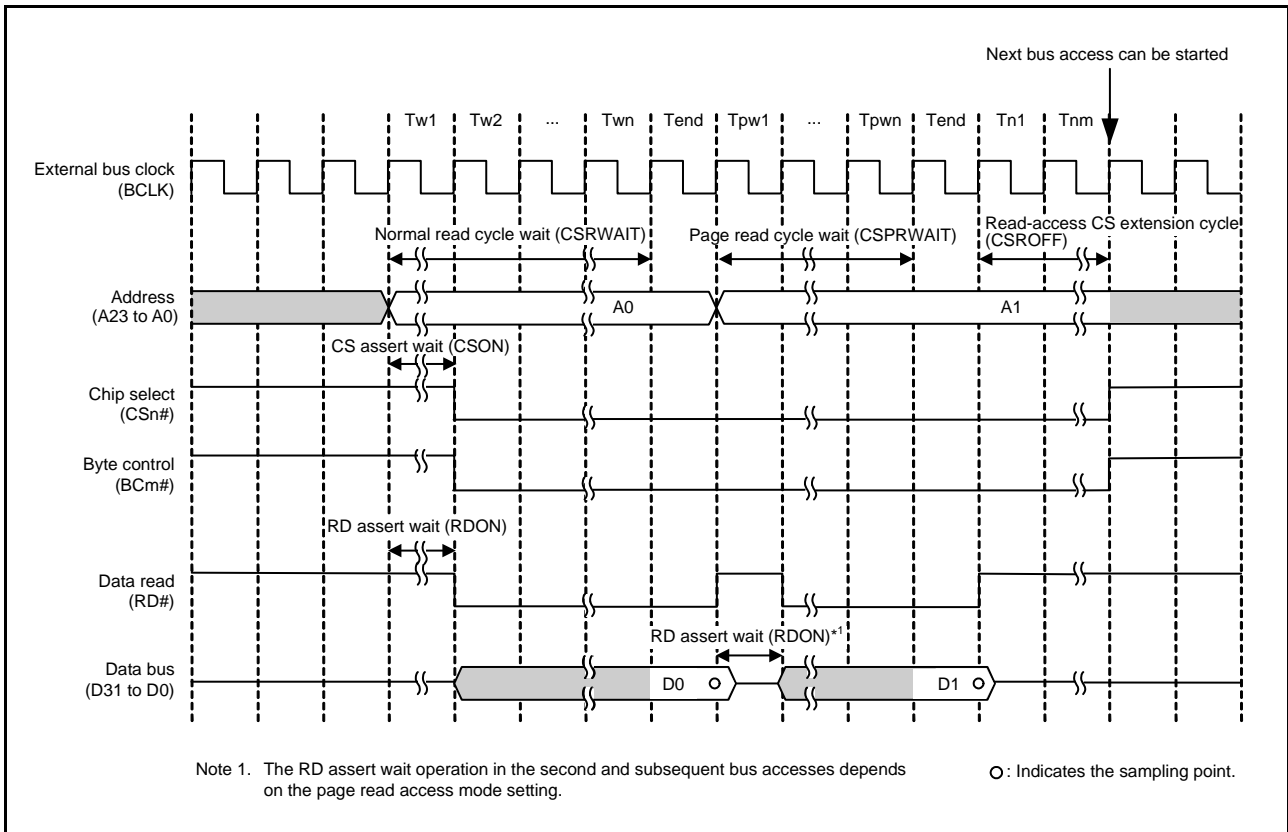 Next bus access can be started
Tw1 Tw2 ... Twn Tend Tpw1 ... Tpwn Tend Tn1 Tnm
External bus clock
(BCLK)
Normal read cycle wait (CSRWAIT)
Page read cycle wait (CSPRWAIT)
Read-access CS extension cycle
(CSROFF)
Address
(A23 to A0)
A0
A1
CS assert wait (CSON)
Chip select
(CSn#)
Byte control
(BCm#)
RD assert wait (RDON)
Data read
(RD#)
RD assert wait (RDON)*1
Data bus
(D31 to D0)
D0
D1
Note 1. The RD assert wait operation in the second and subsequent bus accesses depends
on the page read access mode setting.
: Indicates the sampling point.